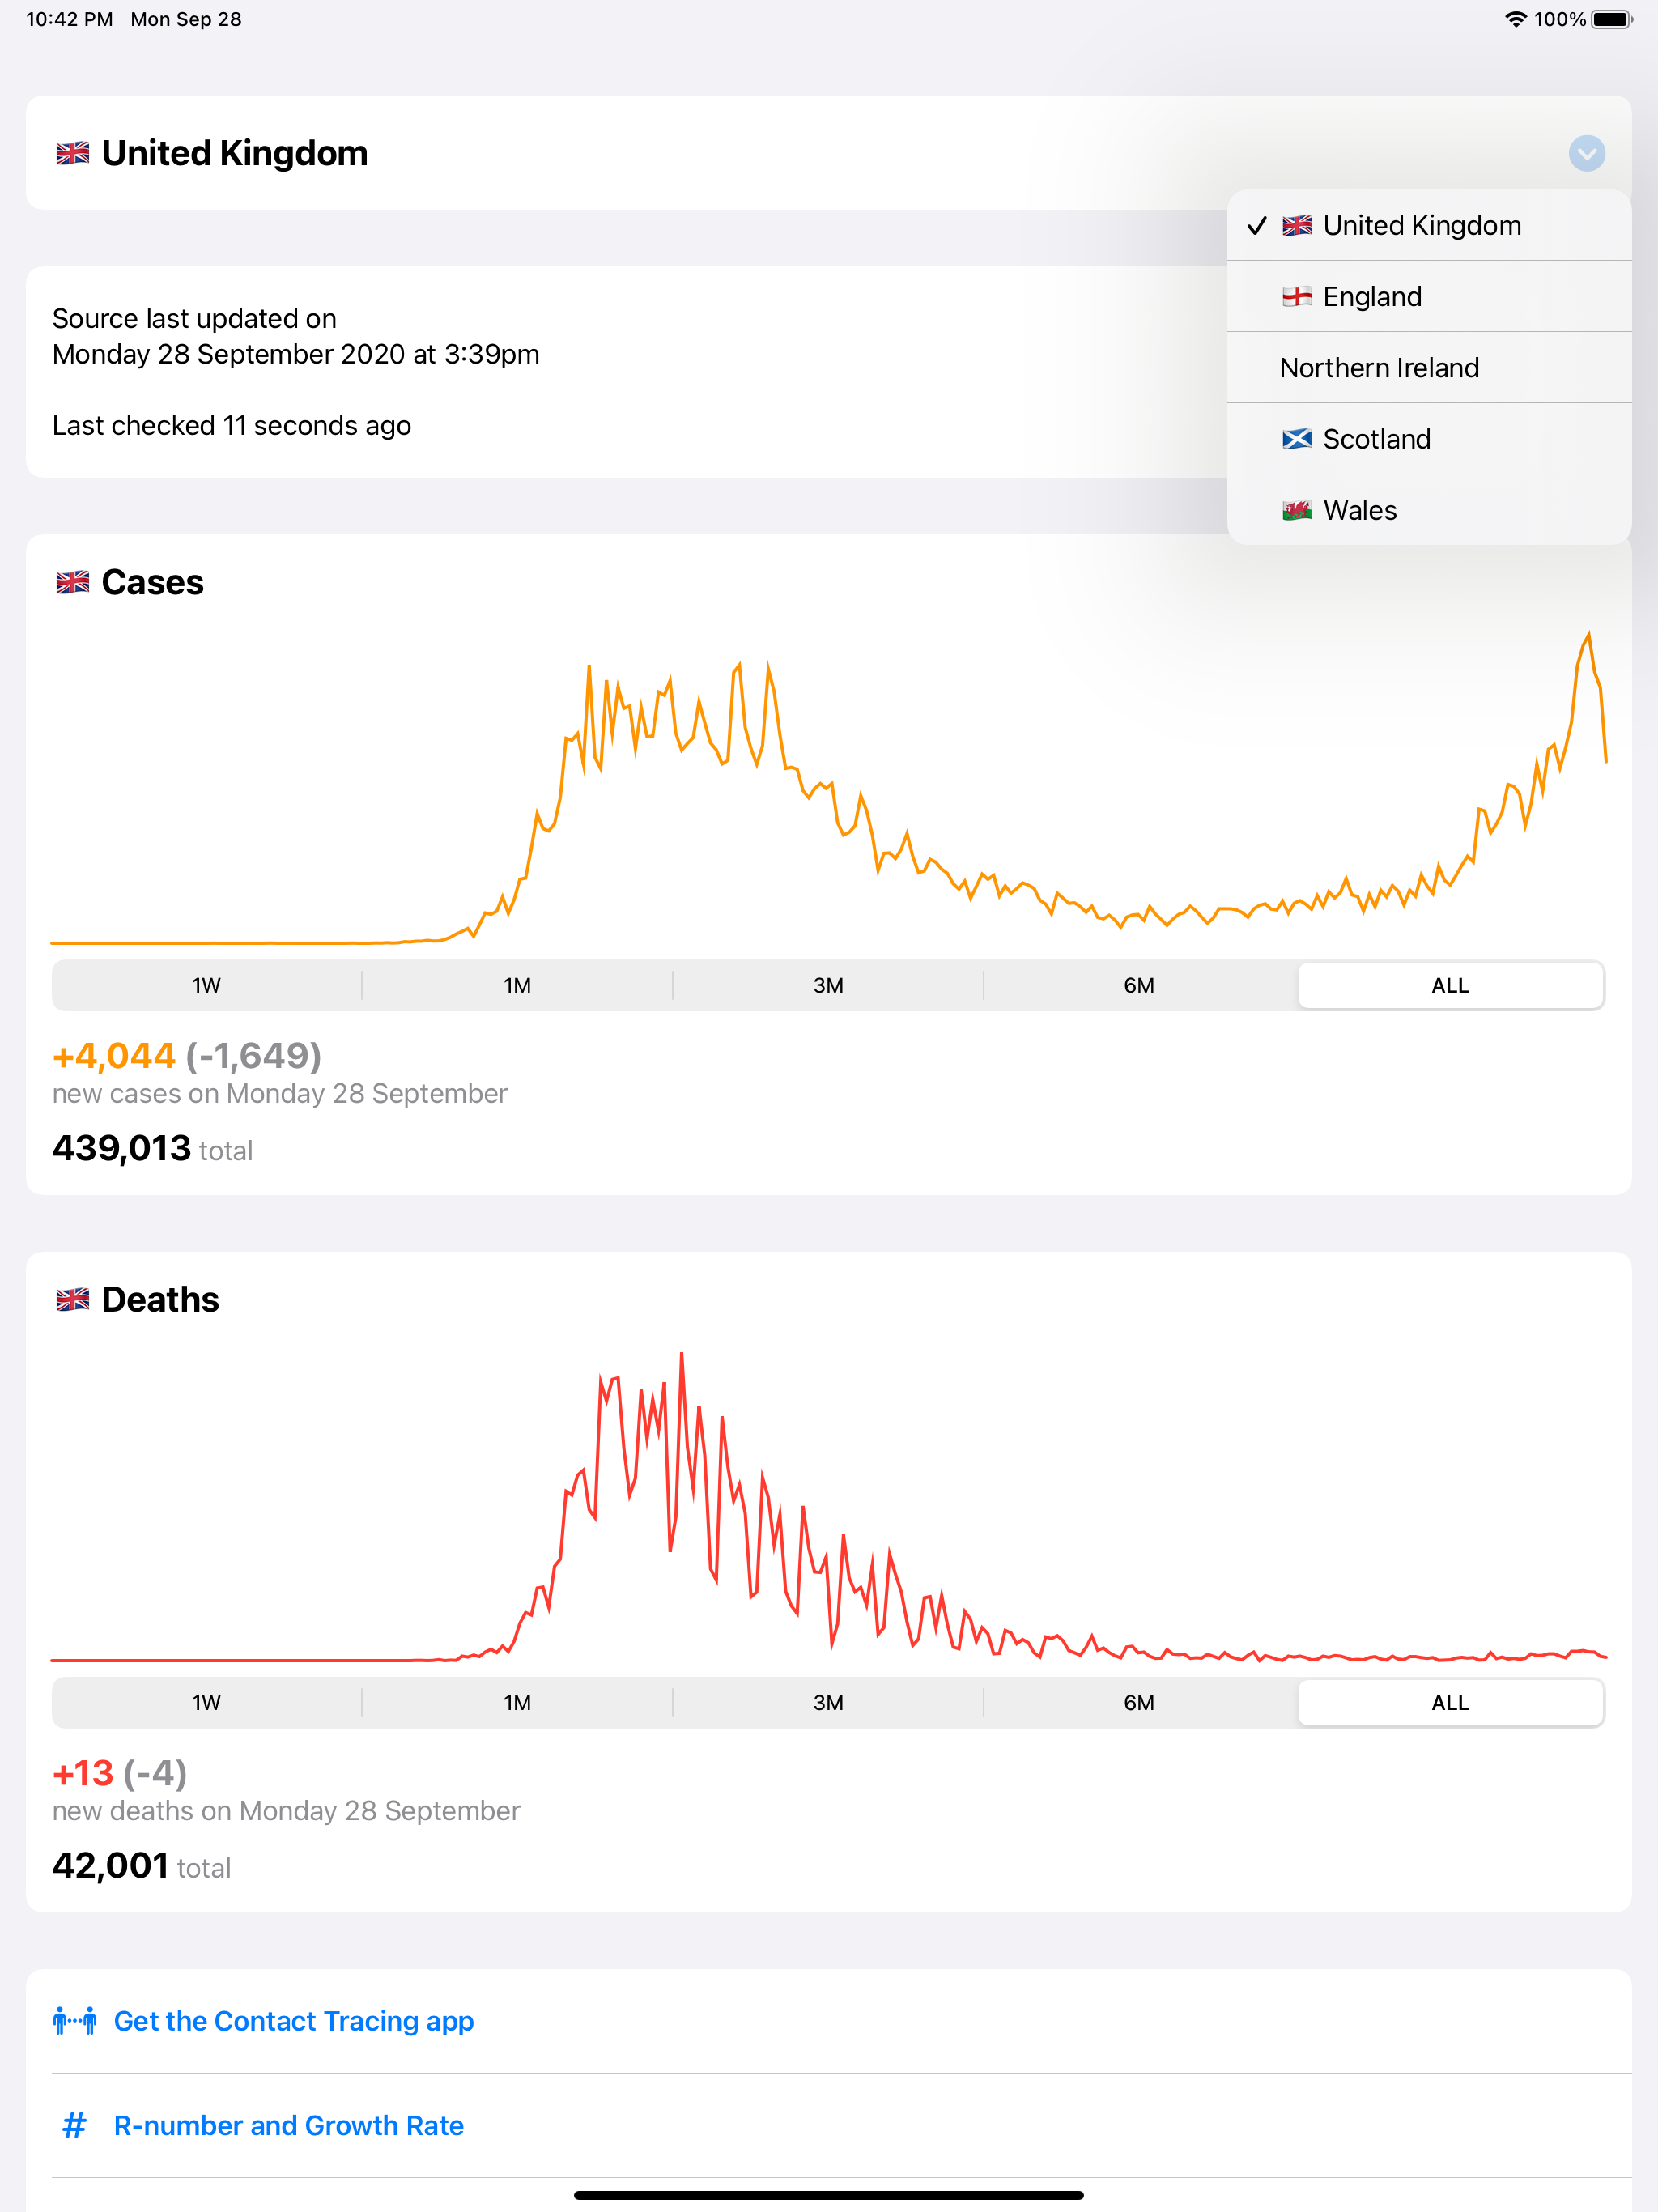 10:42 PM Mon Sep 28
100%
United Kingdom
✓ United Kingdom
England
Northern Ireland
Scotland
Wales
Source last updated on
Monday 28 September 2020 at 3:39pm
Last checked 11 seconds ago
Cases
1W 1M 3M 6M ALL
+4,044 (-1,649)
new cases on Monday 28 September
439,013 total
Deaths
1W 1M 3M 6M ALL
+13 (-4)
new deaths on Monday 28 September
42,001 total
Get the Contact Tracing app
# R-number and Growth Rate